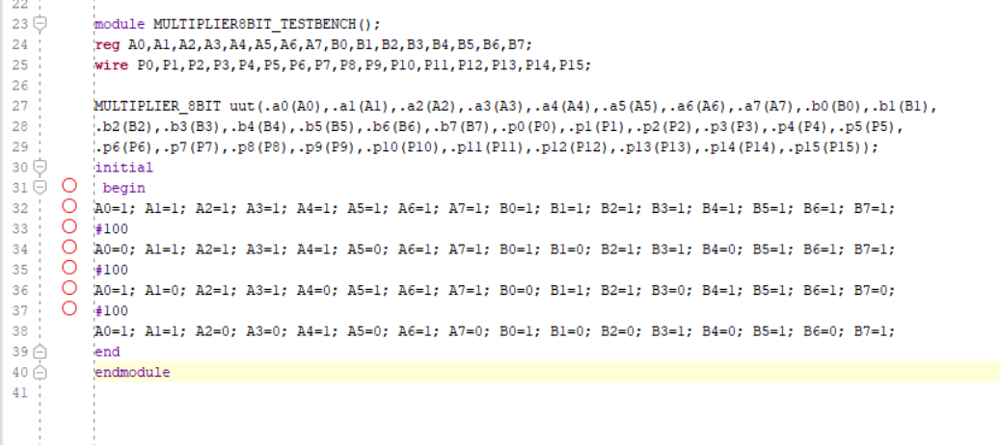 22
23 module MULTIPLIER8BIT_TESTBENCH();
24 reg A0,A1,A2,A3,A4,A5,A6,A7,B0,B1,B2,B3,B4,B5,B6,B7;
25 wire P0,P1,P2,P3,P4,P5,P6,P7,P8,P9,P10,P11,P12,P13,P14,P15;
26
27 MULTIPLIER_8BIT uut(.a0(A0),.a1(A1),.a2(A2),.a3(A3),.a4(A4),.a5(A5),.a6(A6),.a7(A7),.b0(B0),.b1(B1),
28 .b2(B2),.b3(B3),.b4(B4),.b5(B5),.b6(B6),.b7(B7),.p0(P0),.p1(P1),.p2(P2),.p3(P3),.p4(P4),.p5(P5),
29 .p6(P6),.p7(P7),.p8(P8),.p9(P9),.p10(P10),.p11(P11),.p12(P12),.p13(P13),.p14(P14),.p15(P15));
30 initial
31 begin
32 A0=1; A1=1; A2=1; A3=1; A4=1; A5=1; A6=1; A7=1; B0=1; B1=1; B2=1; B3=1; B4=1; B5=1; B6=1; B7=1;
33 #100
34 A0=0; A1=1; A2=1; A3=1; A4=1; A5=0; A6=1; A7=1; B0=1; B1=0; B2=1; B3=1; B4=0; B5=1; B6=1; B7=1;
35 #100
36 A0=1; A1=0; A2=1; A3=1; A4=0; A5=1; A6=1; A7=1; B0=0; B1=1; B2=1; B3=0; B4=1; B5=1; B6=1; B7=0;
37 #100
38 A0=1; A1=1; A2=0; A3=0; A4=1; A5=0; A6=1; A7=0; B0=1; B1=0; B2=0; B3=1; B4=0; B5=1; B6=0; B7=1;
39 end
40 endmodule
41